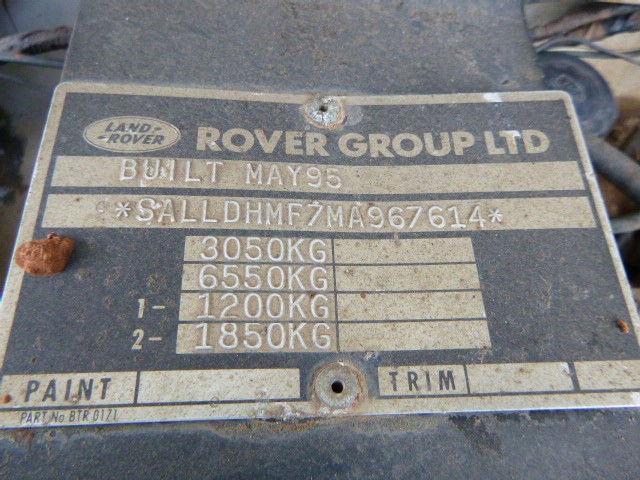 LAND-
-ROVER
ROVER GROUP LTD
BUILT MAY95
*SALLDHMF7MA967614*
3050KG
6550KG
1- 1200KG
2- 1850KG
PAINT TRIM
PART No BTR 0171